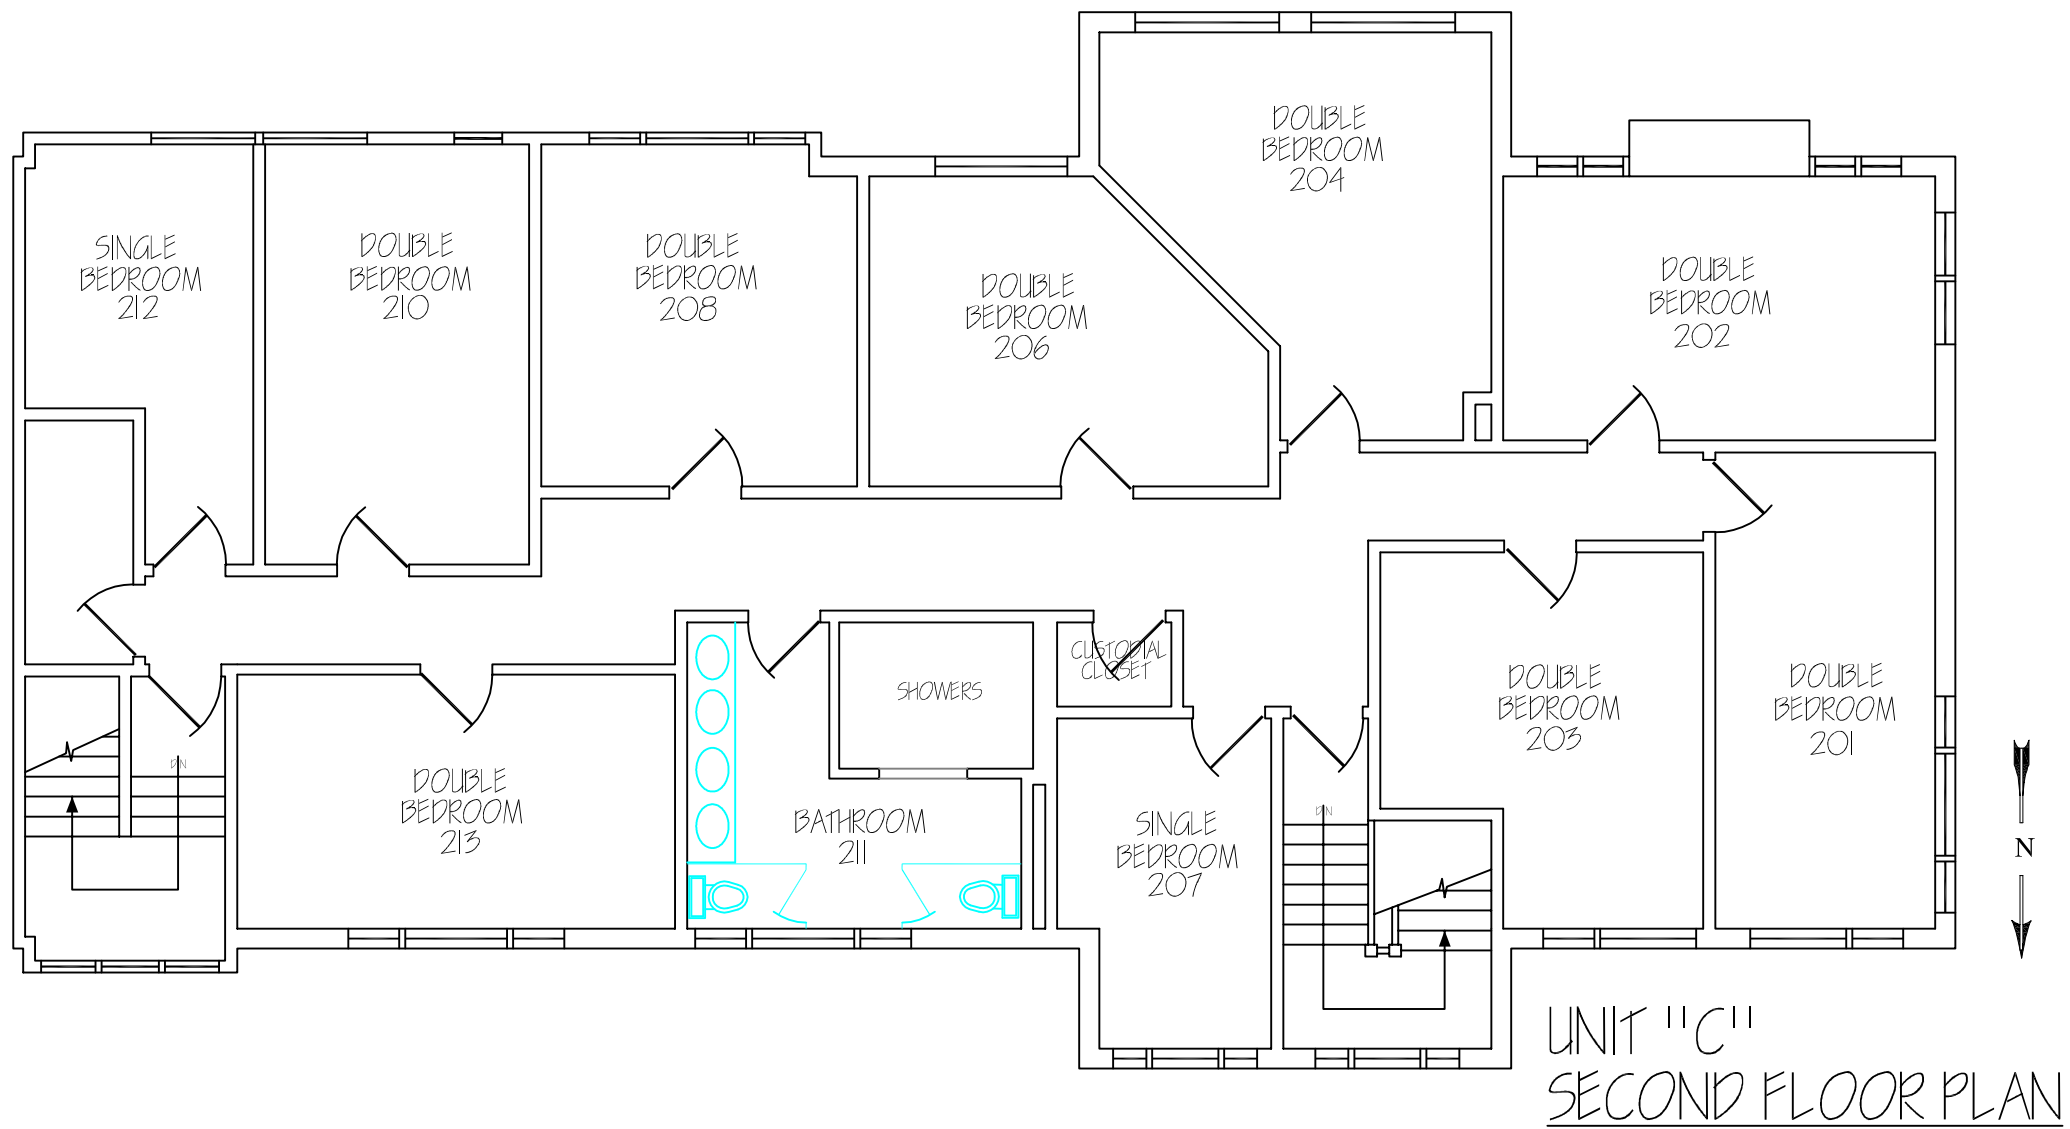 DOUBLE
BEDROOM
204
SINGLE
BEDROOM
212
DOUBLE
BEDROOM
210
DOUBLE
BEDROOM
208
DOUBLE
BEDROOM
206
DOUBLE
BEDROOM
202
CUSTODIAL
CLOSET
SHOWERS
DOUBLE
BEDROOM
203
DOUBLE
BEDROOM
201
DN
DOUBLE
BEDROOM
213
BATHROOM
211
SINGLE
BEDROOM
207
DN
N
UNIT "C"
SECOND FLOOR PLAN